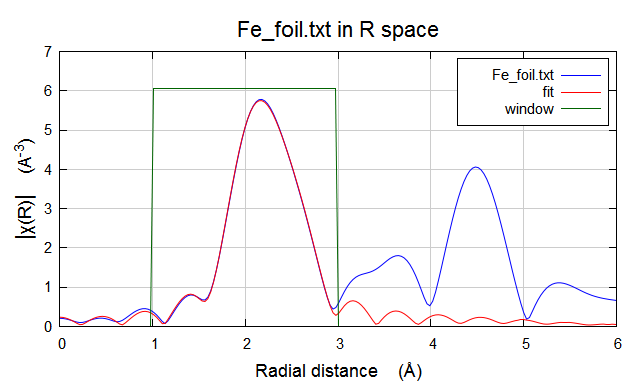 Fe_foil.txt in R space
7
6
5
4
3
2
1
0
|χ(R)| (A⁻³)
Fe_foil.txt
fit
window
0 1 2 3 4 5 6
Radial distance (Å)